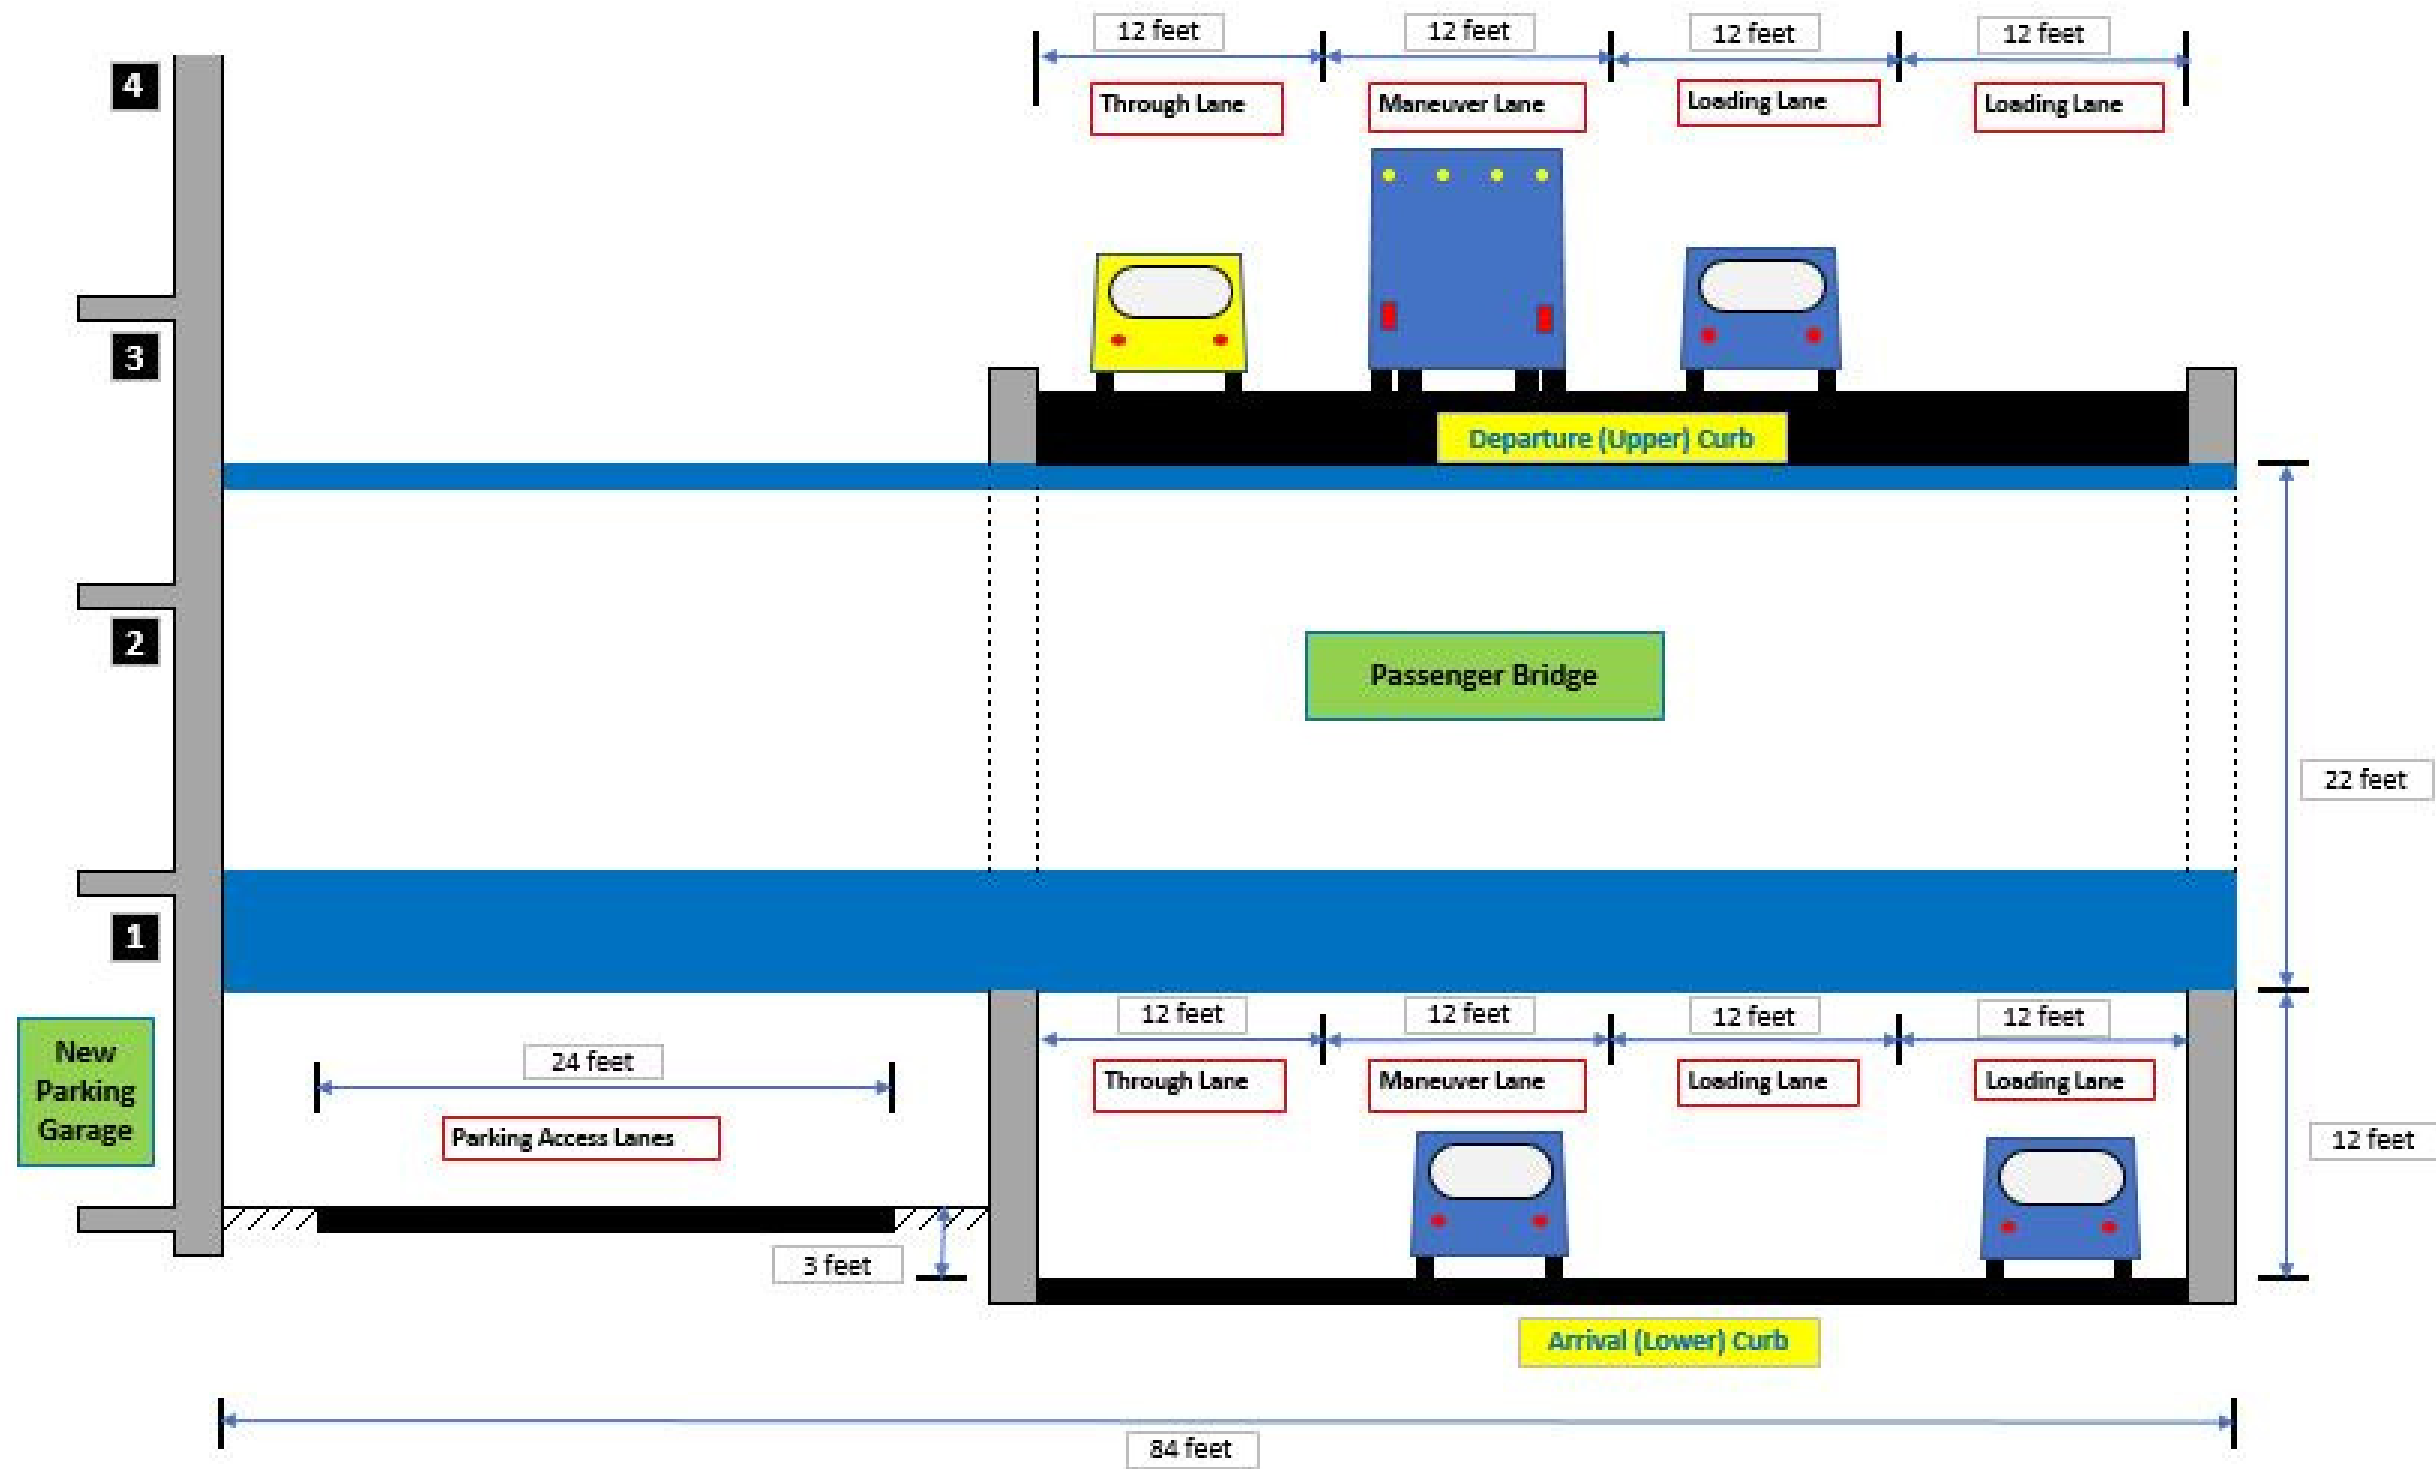 12 feet 12 feet 12 feet 12 feet
4 Through Lane Maneuver Lane Loading Lane Loading Lane
3
Departure (Upper) Curb
2
Passenger Bridge
22 feet
1
12 feet 12 feet 12 feet 12 feet
New
Parking
Garage
24 feet
Through Lane Maneuver Lane Loading Lane Loading Lane
Parking Access Lanes
12 feet
3 feet
Arrival (Lower) Curb
84 feet